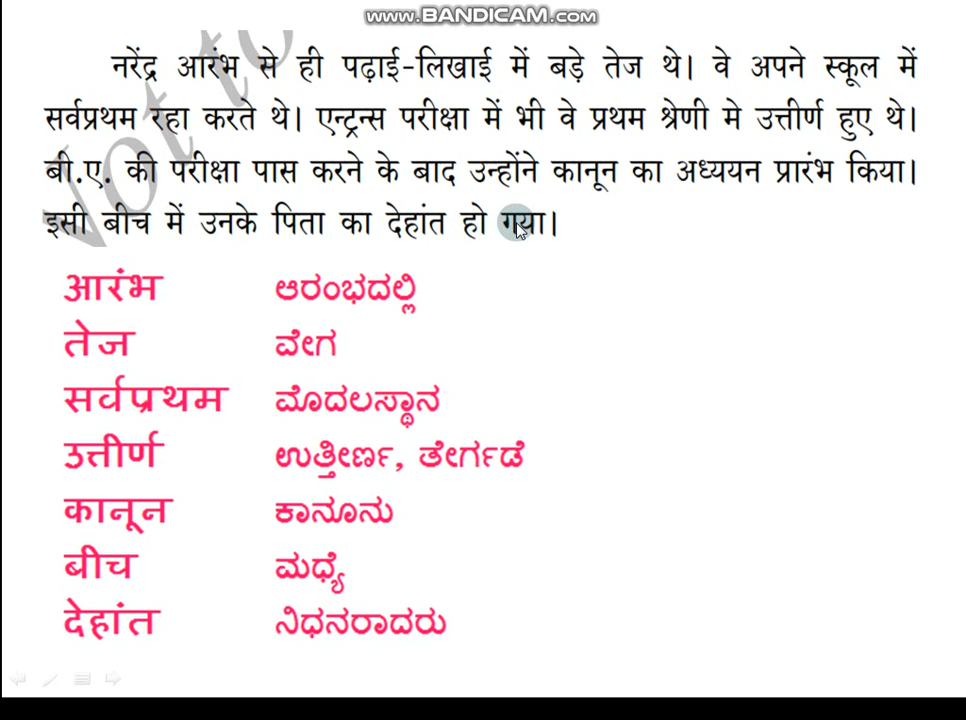 WWW.BANDICAM.COM
नरेंद्र आरंभ से ही पढ़ाई-लिखाई में बड़े तेज थे। वे अपने स्कूल में
सर्वप्रथम रहा करते थे। एन्ट्रन्स परीक्षा में भी वे प्रथम श्रेणी मे उत्तीर्ण हुए थे।
बी.ए. की परीक्षा पास करने के बाद उन्होंने कानून का अध्ययन प्रारंभ किया।
इसी बीच में उनके पिता का देहांत हो गया।
Not to
आरंभ ಆರಂಭದಲ್ಲಿ
तेज ವೇಗ
सर्वप्रथम ಮೊದಲಸ್ಥಾನ
उत्तीर्ण ಉತ್ತೀರ್ಣ, ತೇರ್ಗಡೆ
कानून ಕಾನೂನು
बीच ಮಧ್ಯೆ
देहांत ನಿಧನರಾದರು